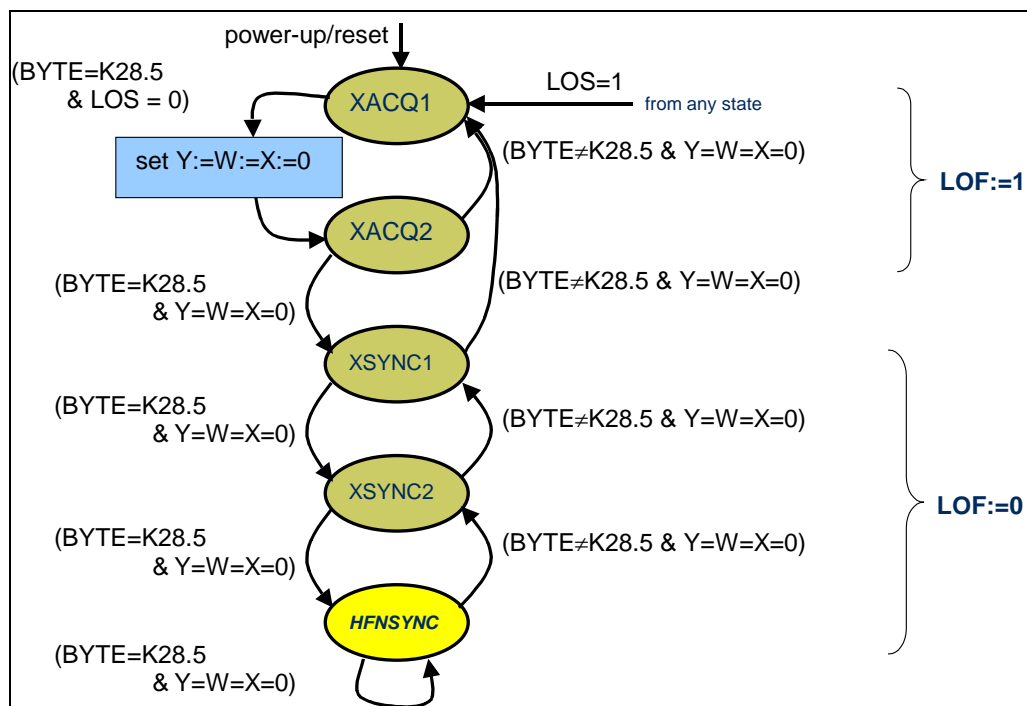 power-up/reset
(BYTE=K28.5
& LOS = 0)
XACQ1
LOS=1
from any state
set Y:=W:=X:=0
(BYTE≠K28.5 & Y=W=X=0)
LOF:=1
XACQ2
(BYTE=K28.5
& Y=W=X=0)
(BYTE≠K28.5 & Y=W=X=0)
XSYNC1
(BYTE=K28.5
& Y=W=X=0)
(BYTE≠K28.5 & Y=W=X=0)
XSYNC2
LOF:=0
(BYTE=K28.5
& Y=W=X=0)
(BYTE≠K28.5 & Y=W=X=0)
HFNSYNC
(BYTE=K28.5
& Y=W=X=0)